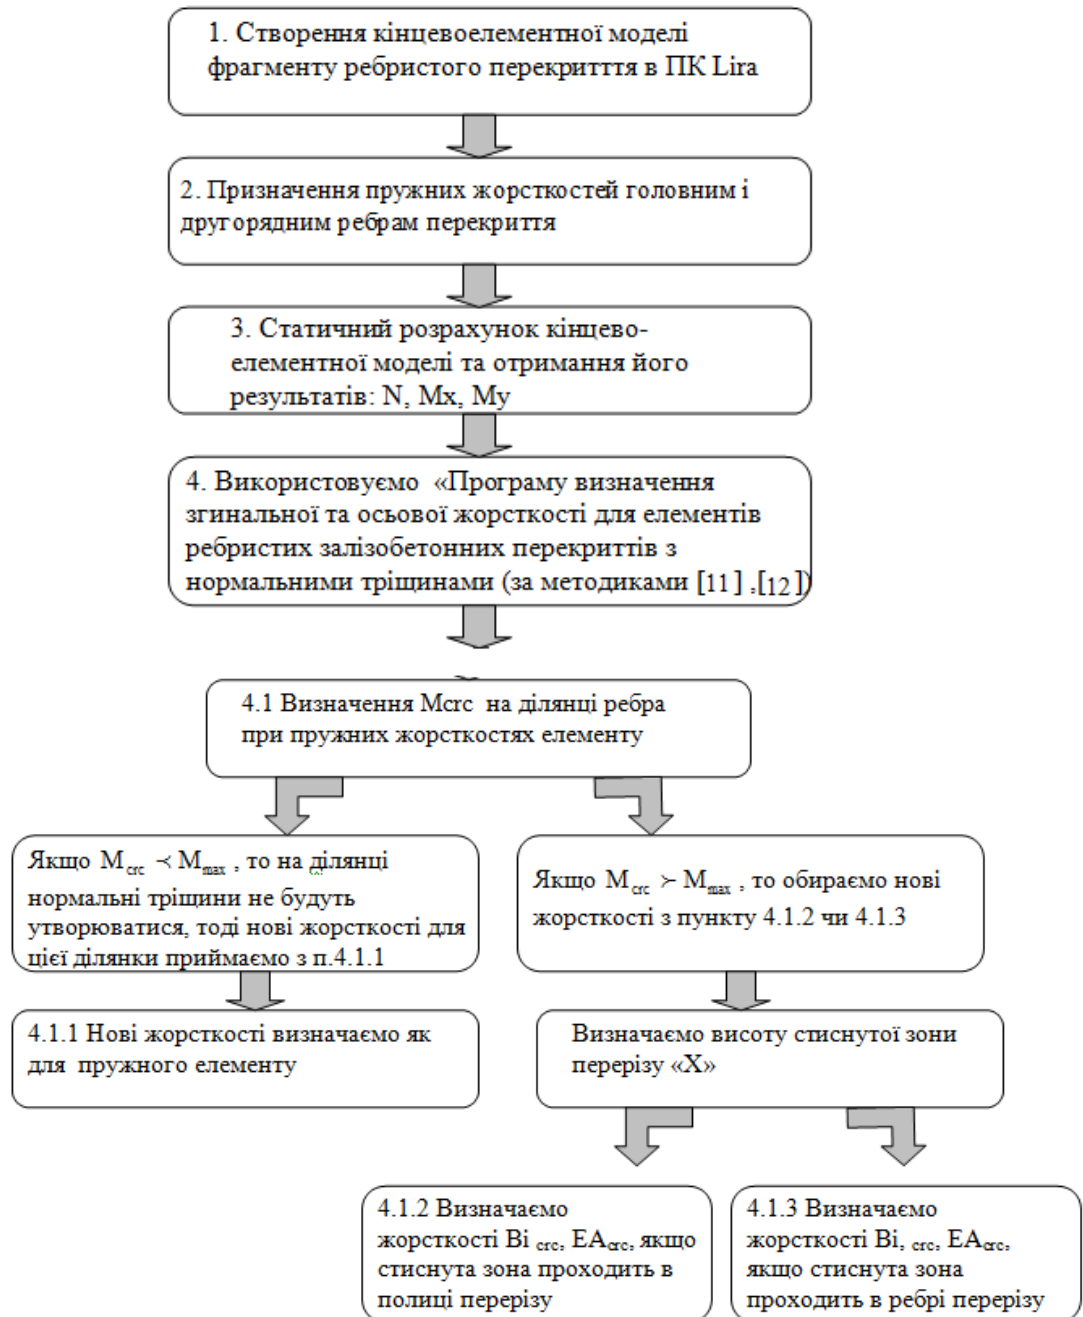 1. Створення кінцевоелементної моделі
фрагменту ребристого перекритття в ПК Lira
2. Призначення пружних жорсткостей головним і
другорядним ребрам перекриття
3. Статичний розрахунок кінцево-
елементної моделі та отримання його
результатів: N, Mx, My
4. Використовуємо «Програму визначення
згинальної та осьової жорсткості для елементів
ребристих залізобетонних перекриттів з
нормальними тріщинами (за методиками [11] ,[12])
4.1 Визначення Mcrc на ділянці ребра
при пружних жорсткостях елементу
Якщо M crc ≺ M max , то на ділянці
нормальні тріщини не будуть
утворюватися, тоді нові жорсткості для
цієї ділянки приймаємо з п.4.1.1
Якщо M crc ≻ M max , то обираємо нові
жорсткості з пункту 4.1.2 чи 4.1.3
4.1.1 Нові жорсткості визначаємо як
для пружного елементу
Визначаємо висоту стиснутої зони
перерізу «X»
4.1.2 Визначаємо
жорсткості Bi crc, EAcrc, якщо
стиснута зона проходить в
полиці перерізу
4.1.3 Визначаємо
жорсткості Bi, crc, EAcrc,
якщо стиснута зона
проходить в ребрі перерізу